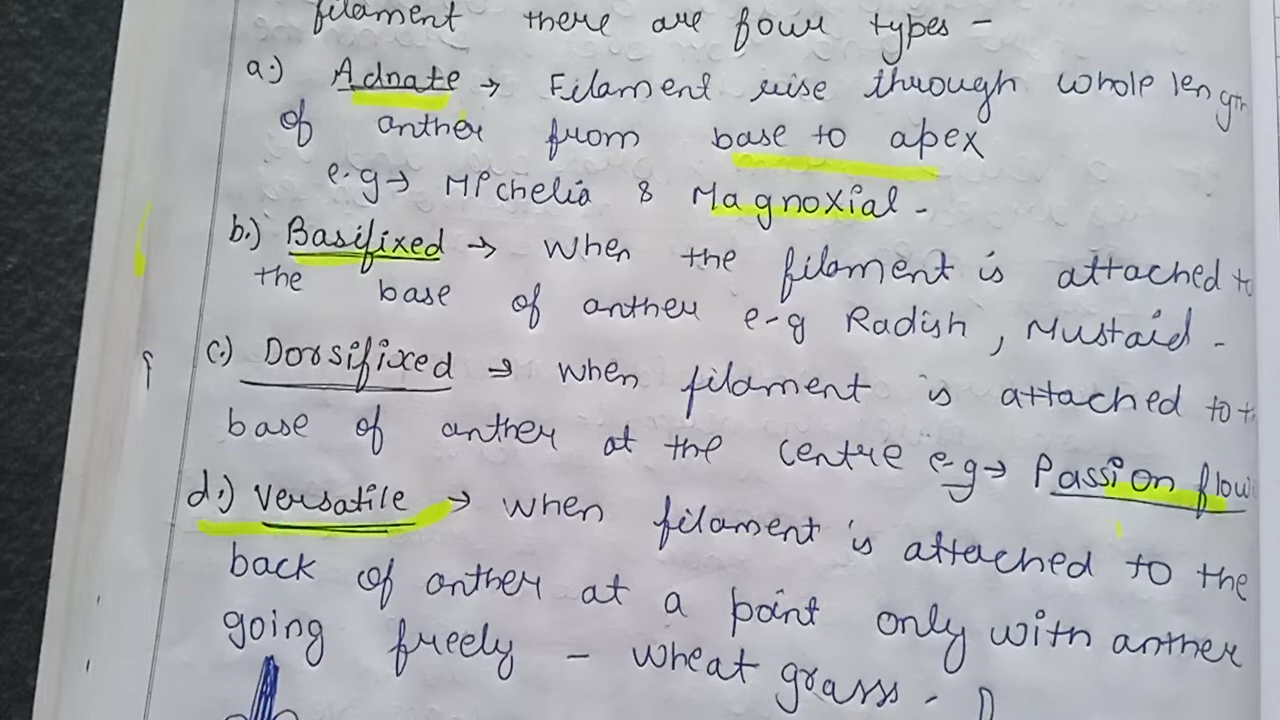 filament there are four types -
a.) Adnate → Filament rise through whole length
of anther from base to apex
e.g → MPchelia & Magnoxial -
b.) Basifixed → When the filament is attached to
the base of anther e-g Radish, Mustard -
c.) Dorsifixed → when filament is attached to
base of anther at the centre e-g → Passion flow
d.) Versatile → when filament is attached to the
back of anther at a point only with anther
going freely - wheat grass -